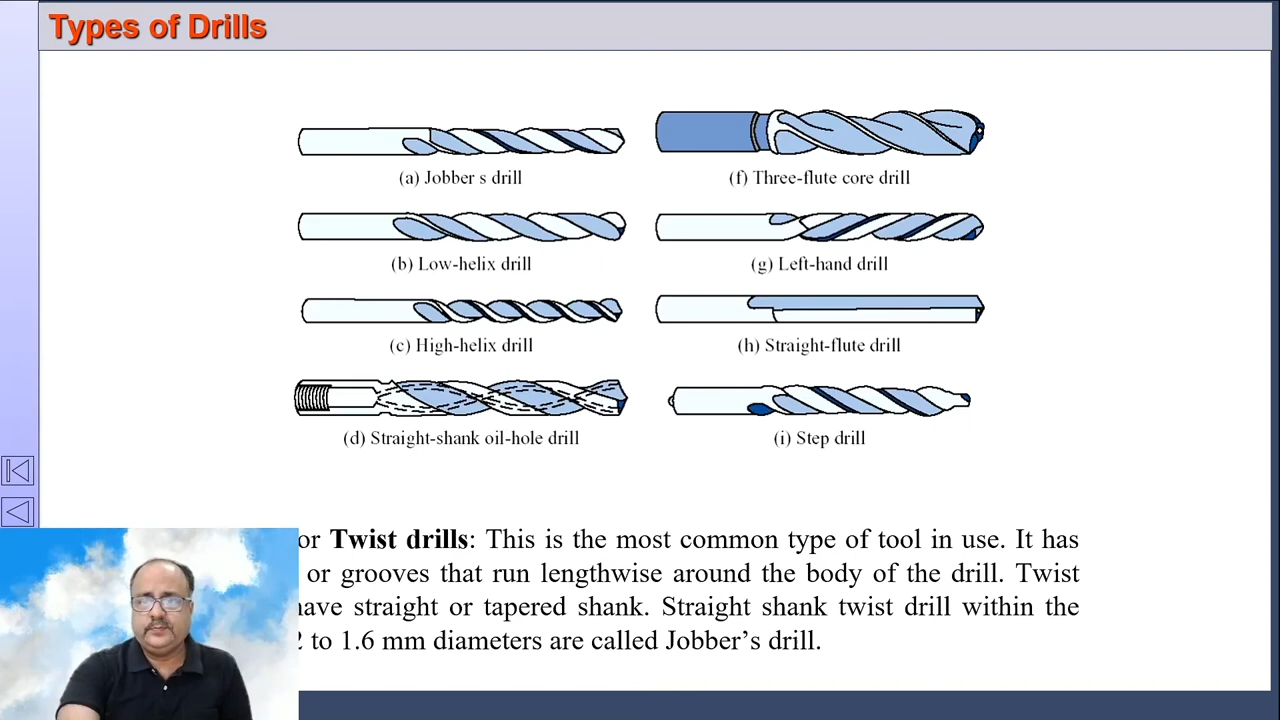 Types of Drills
(a) Jobber s drill
(f) Three-flute core drill
(b) Low-helix drill
(g) Left-hand drill
(c) High-helix drill
(h) Straight-flute drill
(d) Straight-shank oil-hole drill
(i) Step drill
or Twist drills: This is the most common type of tool in use. It has
or grooves that run lengthwise around the body of the drill. Twist
have straight or tapered shank. Straight shank twist drill within the
2 to 1.6 mm diameters are called Jobber’s drill.